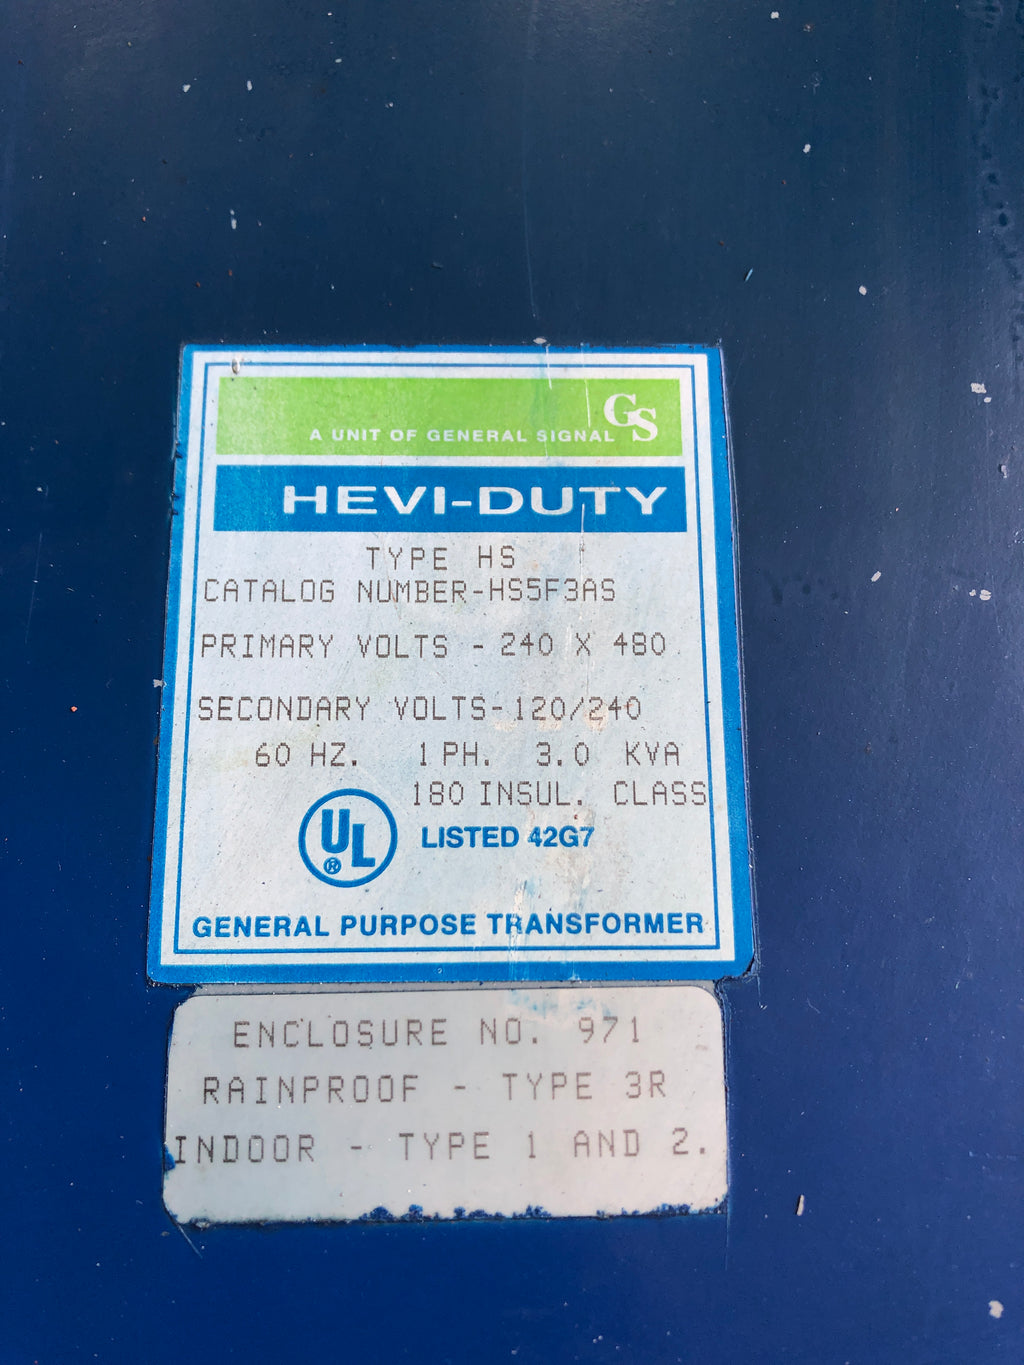 GS
A UNIT OF GENERAL SIGNAL
HEVI-DUTY
TYPE HS
CATALOG NUMBER-HS5F3AS
PRIMARY VOLTS - 240 X 480
SECONDARY VOLTS-120/240
60 HZ. 1 PH. 3.0 KVA
180 INSUL. CLASS
UL ® LISTED 42G7
GENERAL PURPOSE TRANSFORMER
ENCLOSURE NO. 971
RAINPROOF - TYPE 3R
INDOOR - TYPE 1 AND 2.